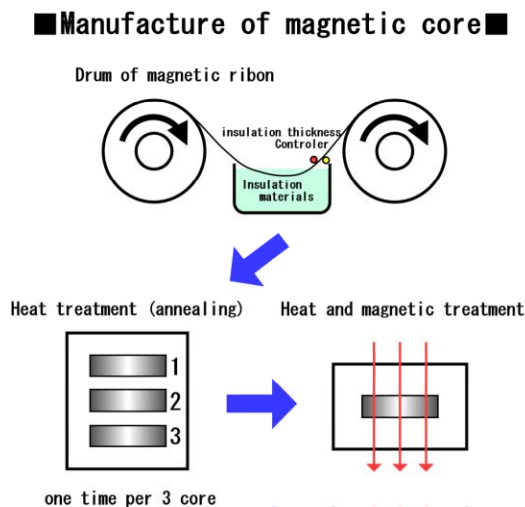 ■Manufacture of magnetic core■
Drum of magnetic ribon
insulation thickness
Controler
Insulation
materials
Heat treatment (annealing)
Heat and magnetic treatment
1
2
3
one time per 3 core